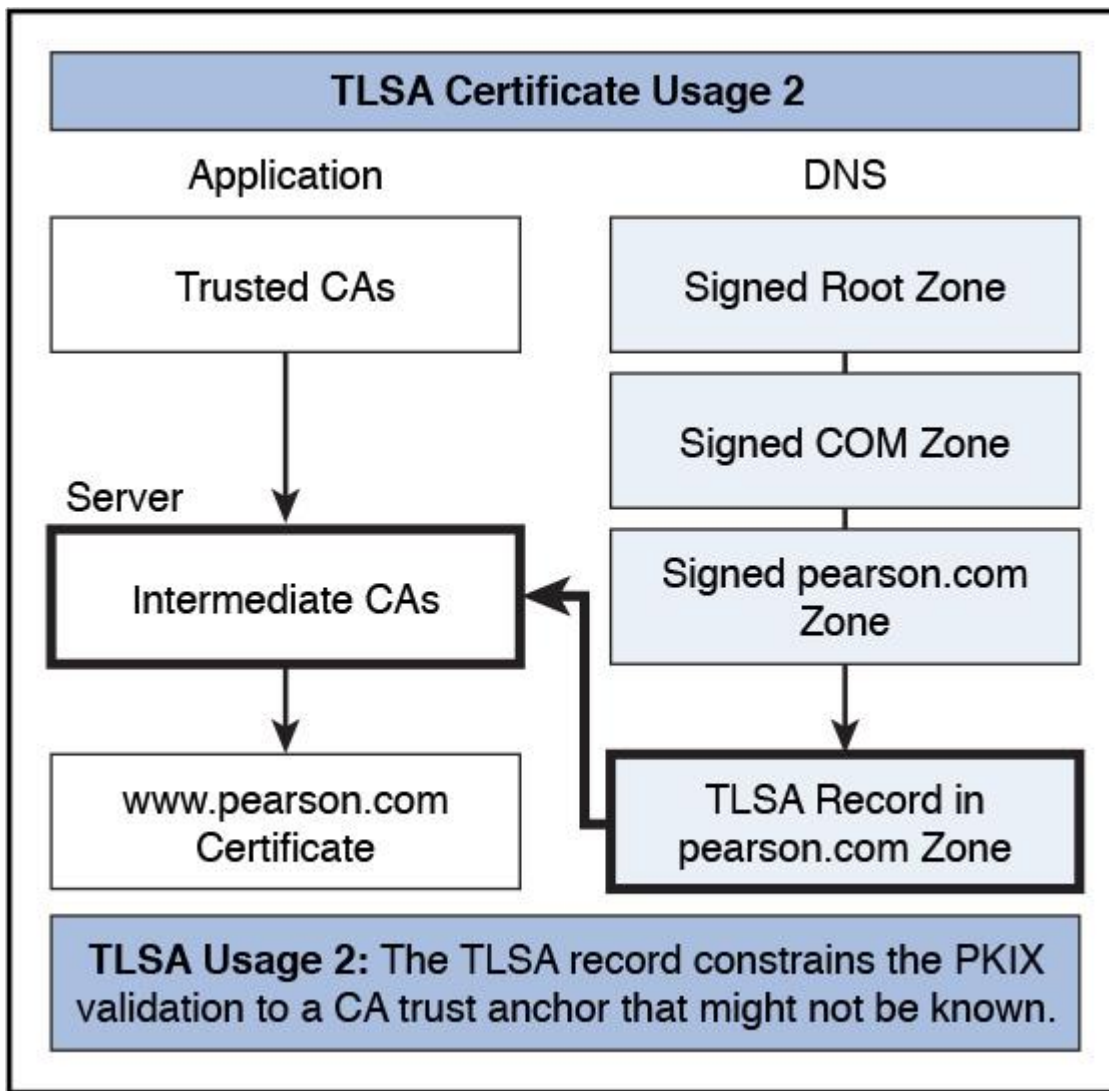 TLSA Certificate Usage 2
Application
DNS
Trusted CAs
Signed Root Zone
Signed COM Zone
Server
Intermediate CAs
Signed pearson.com
Zone
www.pearson.com
Certificate
TLSA Record in
pearson.com Zone
TLSA Usage 2: The TLSA record constrains the PKIX
validation to a CA trust anchor that might not be known.